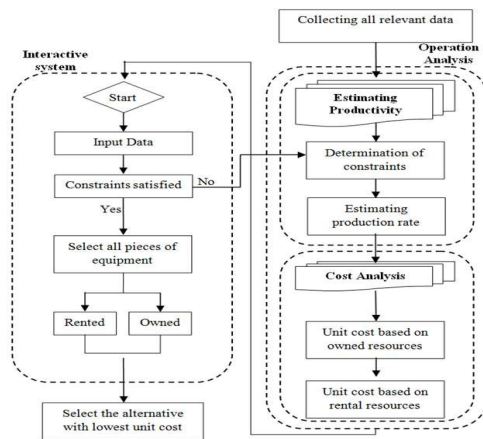 Collecting all relevant data
Interactive
system
Operation
Analysis
Start
Estimating
Productivity
Input Data
Determination of
constraints
Constraints satisfied
No
Yes
Estimating
production rate
Select all pieces of
equipment
Cost Analysis
Rented
Owned
Unit cost based on
owned resources
Unit cost based on
rental resources
Select the alternative
with lowest unit cost